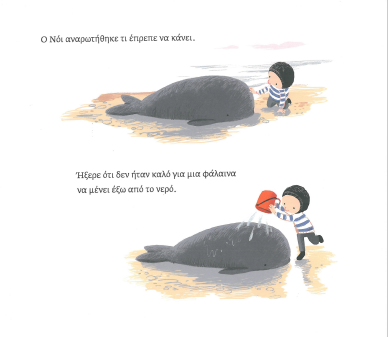 Ο Νόι αναρωτήθηκε τι έπρεπε να κάνει.
Ήξερε ότι δεν ήταν καλό για μια φάλαινα
να μένει έξω από το νερό.